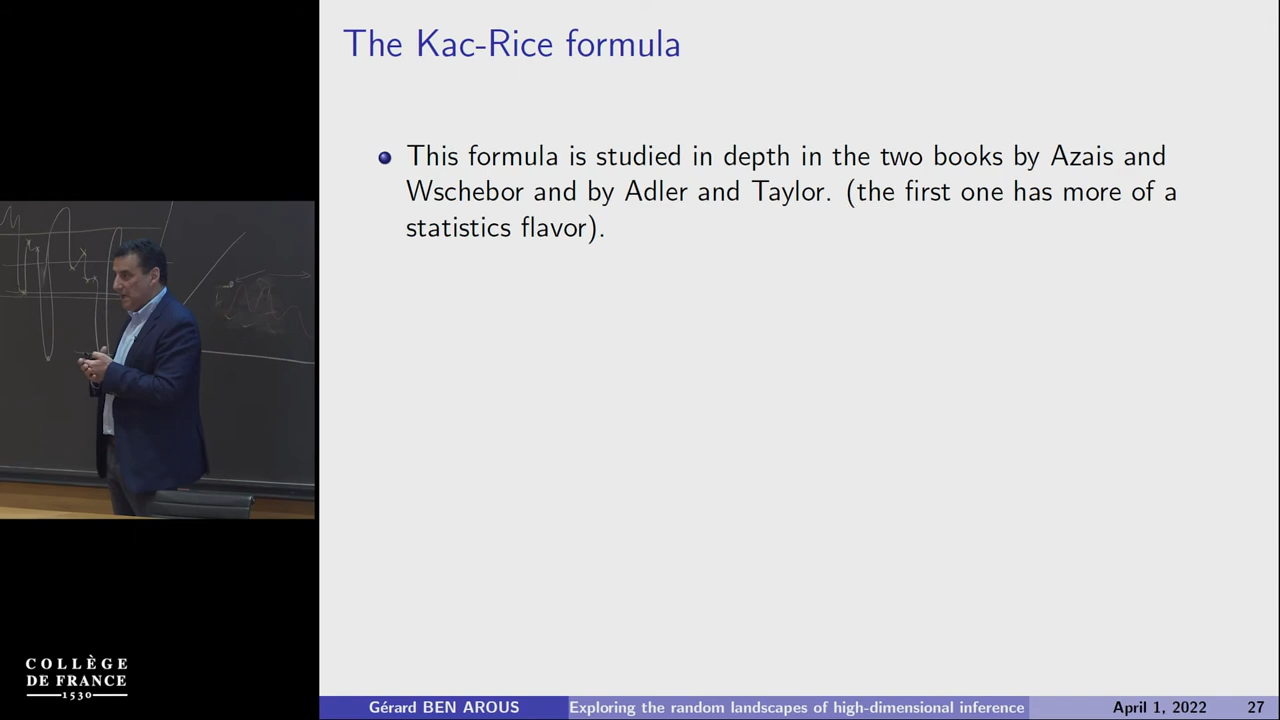 The Kac-Rice formula
This formula is studied in depth in the two books by Azais and
Wschebor and by Adler and Taylor. (the first one has more of a
statistics flavor).
COLLÈGE
DE FRANCE
1530
Gérard BEN AROUS
Exploring the random landscapes of high-dimensional inference
April 1, 2022
27